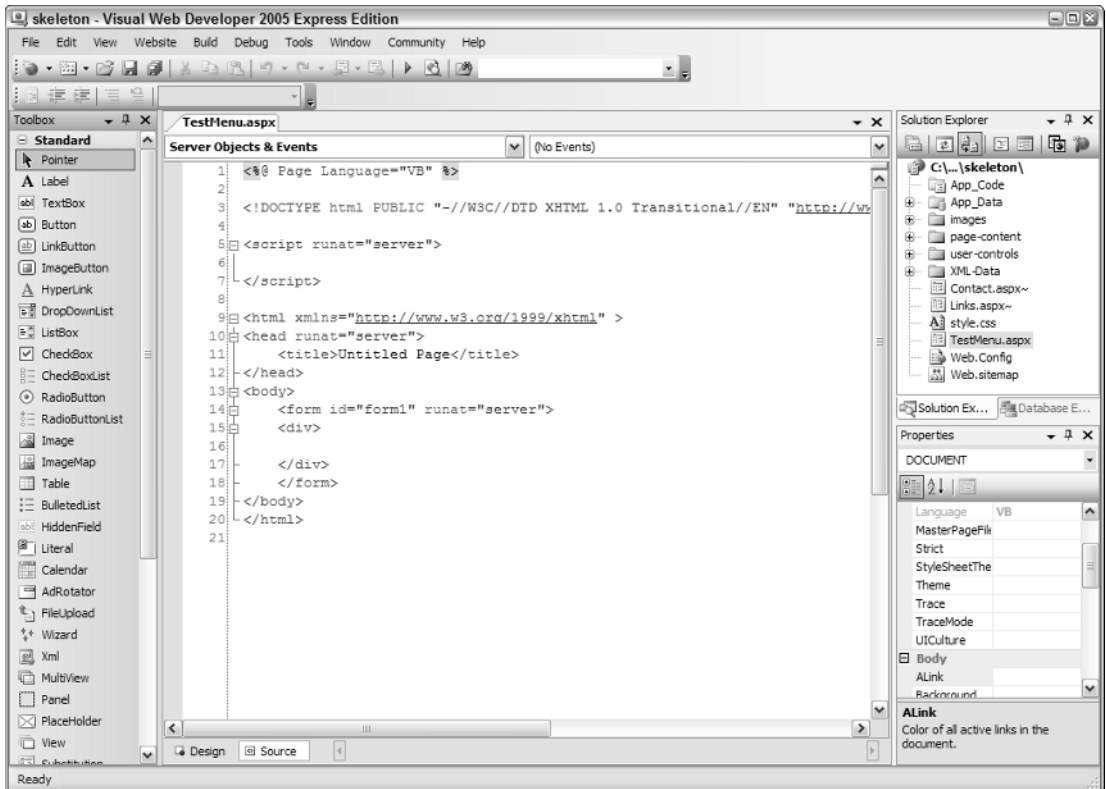 skeleton - Visual Web Developer 2005 Express Edition
File Edit View Website Build Debug Tools Window Community Help
Toolbox
Standard
Pointer
A Label
abl TextBox
ab Button
ab LinkButton
ImageButton
A HyperLink
DropDownList
ListBox
CheckBox
CheckBoxList
RadioButton
RadioButtonList
Image
ImageMap
Table
BulletedList
abl HiddenField
Literal
Calendar
AdRotator
FileUpload
Wizard
Xml
MultiView
Panel
PlaceHolder
View
Substitution
TestMenu.aspx
Server Objects & Events (No Events)
1 <%@ Page Language="VB" %>
2
3 <!DOCTYPE html PUBLIC "-//W3C//DTD XHTML 1.0 Transitional//EN" "http://ww
4
5 <script runat="server">
6
7 </script>
8
9 <html xmlns="http://www.w3.org/1999/xhtml" >
10 <head runat="server">
11 <title>Untitled Page</title>
12 </head>
13 <body>
14 <form id="form1" runat="server">
15 <div>
16
17 </div>
18 </form>
19 </body>
20 </html>
21
Design Source
Solution Explorer
C:\...\skeleton\
App_Code
App_Data
images
page-content
user-controls
XML-Data
Contact.aspx~
Links.aspx~
style.css
TestMenu.aspx
Web.Config
Web.sitemap
Solution Ex... Database E...
Properties
DOCUMENT
Language VB
MasterPageFile
Strict
StyleSheetThe
Theme
Trace
TraceMode
UICulture
Body
ALink
Background
ALink
Color of all active links in the
document.
Ready